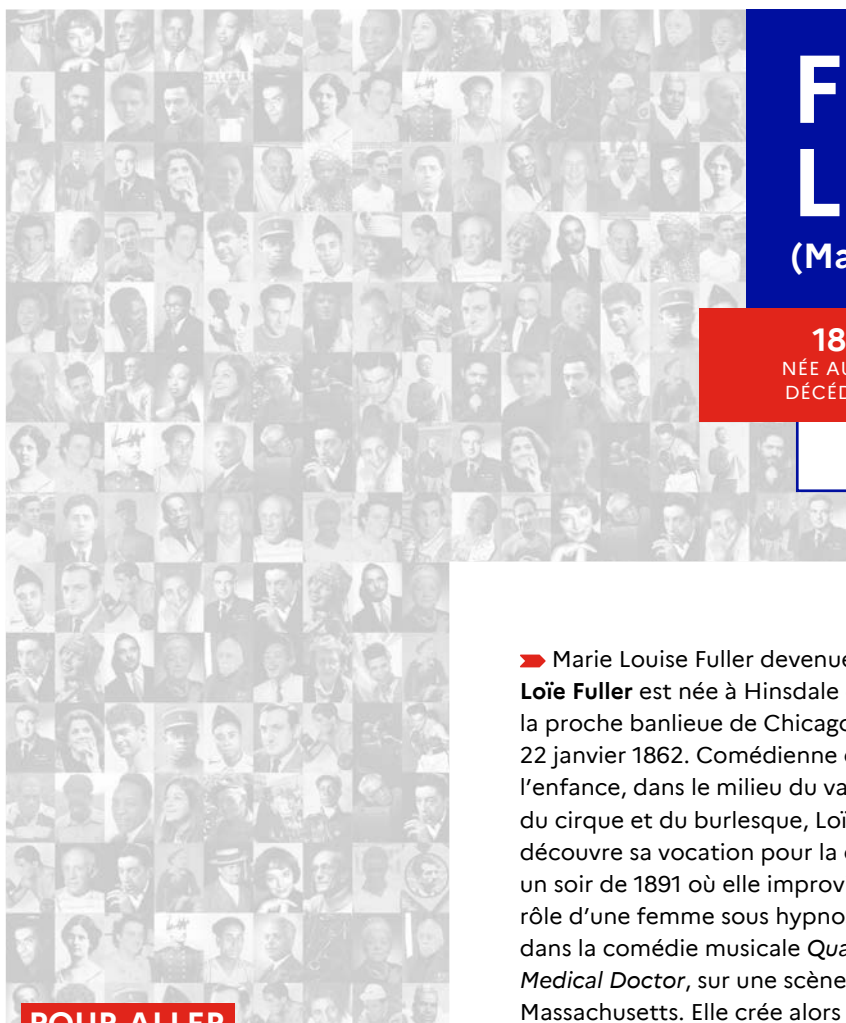 F
L
(Ma
18
NÉE AU
DÉCÉD
Marie Louise Fuller devenue
Loïe Fuller est née à Hinsdale
la proche banlieue de Chicago
22 janvier 1862. Comédienne
l'enfance, dans le milieu du va
du cirque et du burlesque, Loï
découvre sa vocation pour la
un soir de 1891 où elle improv
rôle d'une femme sous hypno
dans la comédie musicale Qua
Medical Doctor, sur une scène
Massachusetts. Elle crée alors
POUR ALLER